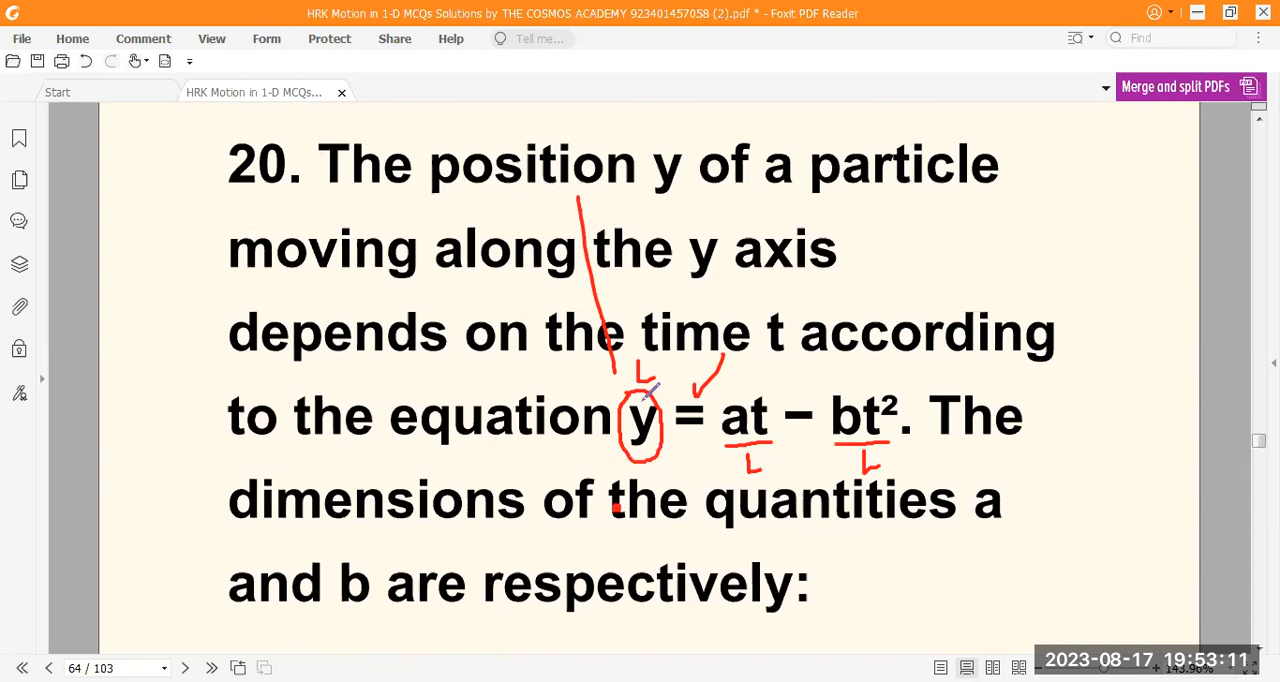 HRK Motion in 1-D MCQs Solutions by THE COSMOS ACADEMY 923401457058 (2).pdf * - Foxit PDF Reader
File Home Comment View Form Protect Share Help Tell me... Find
Start HRK Motion in 1-D MCQs... Merge and split PDFs
20. The position y of a particle
moving along the y axis
depends on the time t according
L
to the equation y = at − bt². The
L L
dimensions of the quantities a
and b are respectively:
64 / 103
2023-08-17 19:53:11
143.96%